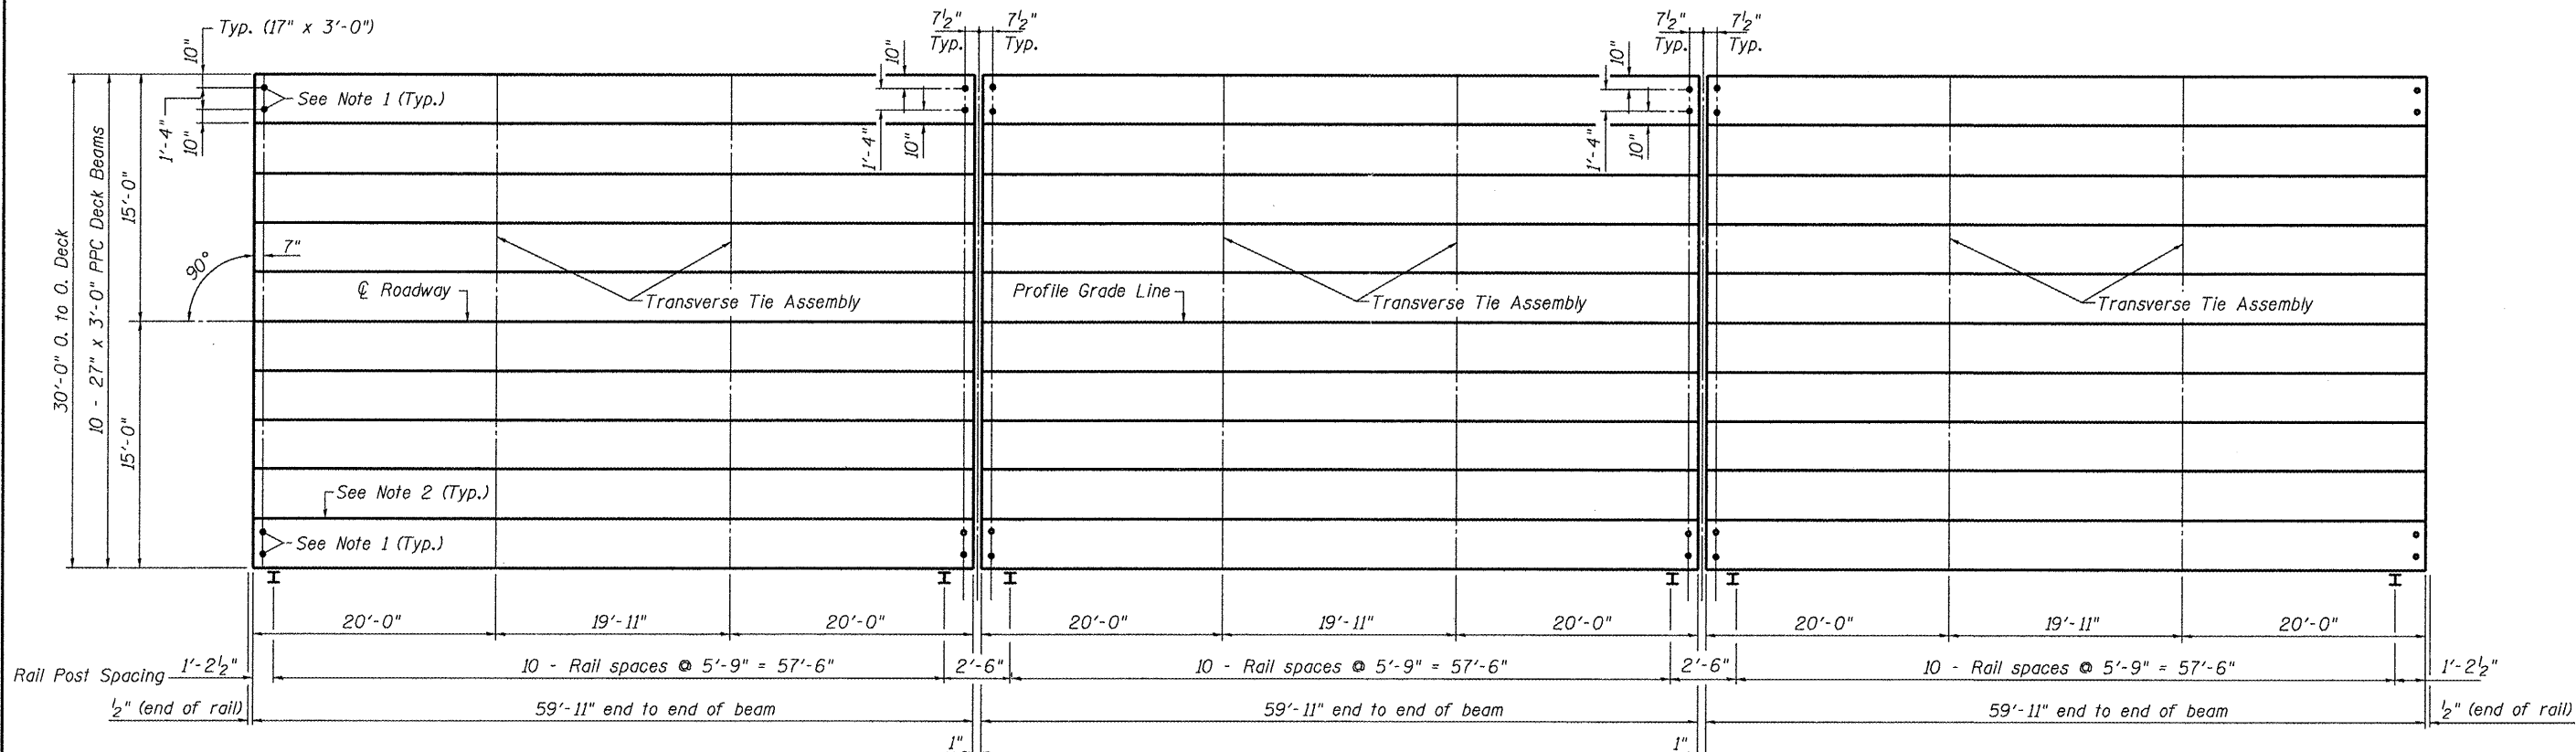 Typ. (17" x 3'-0")
10"
1'-4"
10"
See Note 1 (Typ.)
30'-0" O. to O. Deck
10 - 27" x 3'-0" PPC Deck Beams
15'-0"
15'-0"
90°
7"
℄ Roadway
Transverse Tie Assembly
See Note 2 (Typ.)
See Note 1 (Typ.)
7½"
Typ.
7½"
Typ.
10"
1'-4"
10"
Profile Grade Line
Transverse Tie Assembly
7½"
Typ.
7½"
Typ.
10"
1'-4"
10"
Transverse Tie Assembly
20'-0" 19'-11" 20'-0" 20'-0" 19'-11" 20'-0" 20'-0" 19'-11" 20'-0"
Rail Post Spacing 1'-2½" 10 - Rail spaces @ 5'-9" = 57'-6" 2'-6" 10 - Rail spaces @ 5'-9" = 57'-6" 2'-6" 10 - Rail spaces @ 5'-9" = 57'-6" 1'-2½"
½" (end of rail) 59'-11" end to end of beam 59'-11" end to end of beam 59'-11" end to end of beam ½" (end of rail)
1" 1"